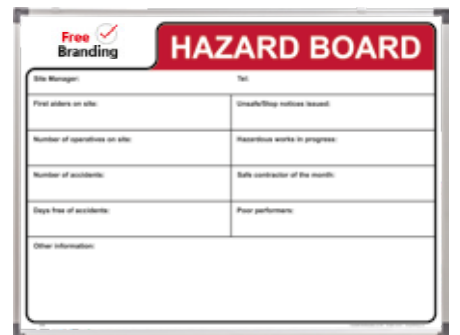 Free
Branding
HAZARD BOARD
Site Manager:
Tel:
First aiders on site:
Unsafe/Stop notices issued:
Number of operatives on site:
Hazardous works in progress:
Number of accidents:
Safe contractor of the month:
Days free of accidents:
Poor performers:
Other information: